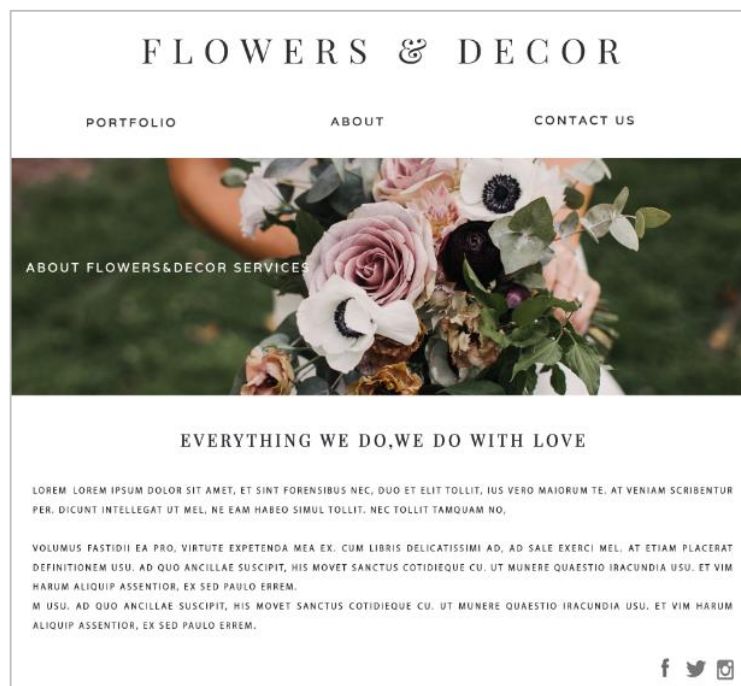 FLOWERS & DECOR
PORTFOLIO ABOUT CONTACT US
ABOUT FLOWERS&DECOR SERVICES
EVERYTHING WE DO,WE DO WITH LOVE
LOREM LOREM IPSUM DOLOR SIT AMET, ET SINT FORENSIBUS NEC, DUO ET ELIT TOLLIT, IUS VERO MAIORUM TE. AT VENIAM SCRIBENTUR
PER. DICUNT INTELLEGAT UT MEL, NE EAM HABEO SIMUL TOLLIT. NEC TOLLIT TAMQUAM NO,
VOLUMUS FASTIDII EA PRO, VIRTUTE EXPETENDA MEA EX. CUM LIBRIS DELICATISSIMI AD, AD SALE EXERCI MEL. AT ETIAM PLACERAT
DEFINITIONEM USU. AD QUO ANCILLAE SUSCIPIT, HIS MOVET SANCTUS COTIDIEQUE CU. UT MUNERE QUAESTIO IRACUNDIA USU. ET VIM
HARUM ALIQUIP ASSENTIOR, EX SED PAULO ERREM.
M USU. AD QUO ANCILLAE SUSCIPIT, HIS MOVET SANCTUS COTIDIEQUE CU. UT MUNERE QUAESTIO IRACUNDIA USU. ET VIM HARUM
ALIQUIP ASSENTIOR, EX SED PAULO ERREM.